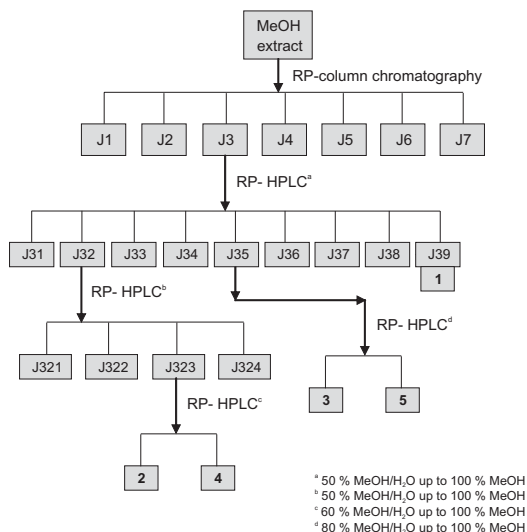 MeOH
extract
RP-column chromatography
J1 J2 J3 J4 J5 J6 J7
RP- HPLCᵃ
J31 J32 J33 J34 J35 J36 J37 J38 J39
1
RP- HPLCᵇ
RP- HPLCᵈ
J321 J322 J323 J324
3 5
RP- HPLCᶜ
2 4
ᵃ 50 % MeOH/H₂O up to 100 % MeOH
ᵇ 50 % MeOH/H₂O up to 100 % MeOH
ᶜ 60 % MeOH/H₂O up to 100 % MeOH
ᵈ 80 % MeOH/H₂O up to 100 % MeOH